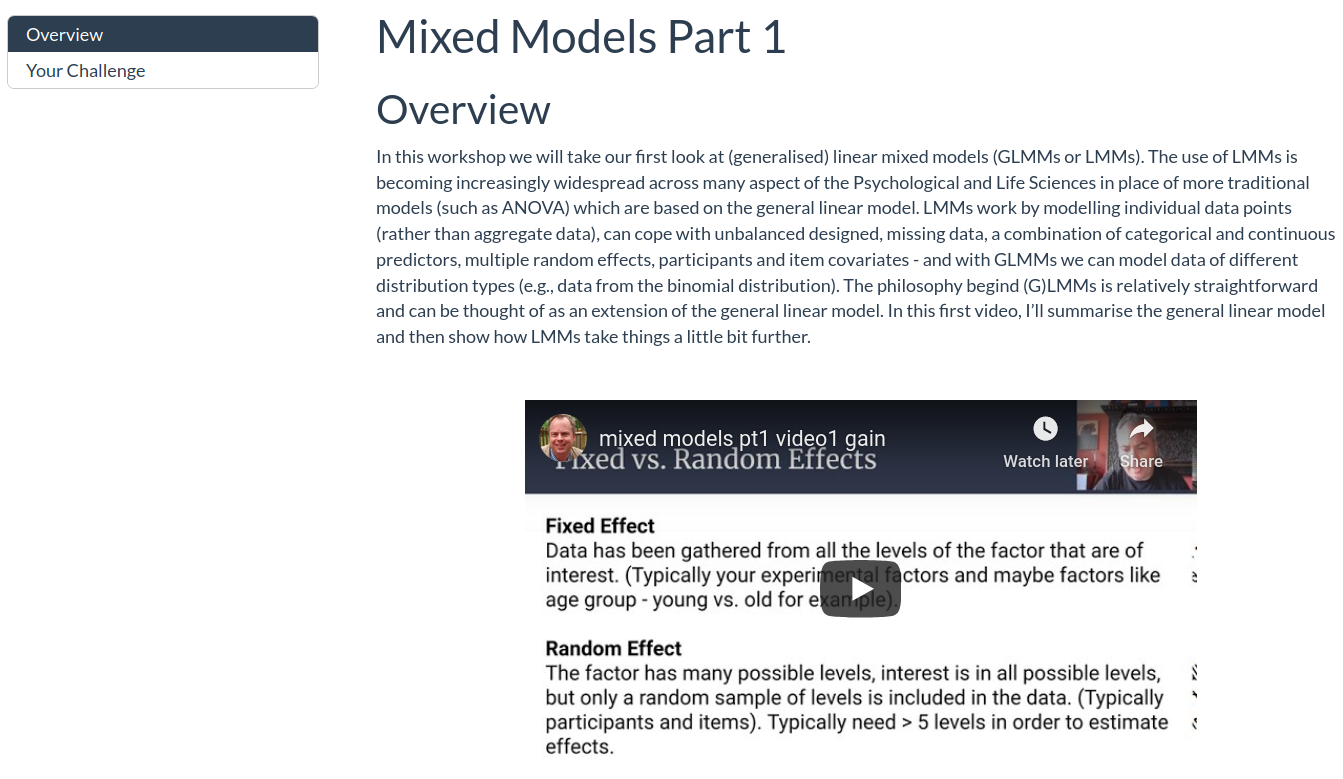 Overview
Your Challenge
Mixed Models Part 1
Overview
In this workshop we will take our first look at (generalised) linear mixed models (GLMMs or LMMs). The use of LMMs is
becoming increasingly widespread across many aspect of the Psychological and Life Sciences in place of more traditional
models (such as ANOVA) which are based on the general linear model. LMMs work by modelling individual data points
(rather than aggregate data), can cope with unbalanced designed, missing data, a combination of categorical and continuous
predictors, multiple random effects, participants and item covariates - and with GLMMs we can model data of different
distribution types (e.g., data from the binomial distribution). The philosophy begind (G)LMMs is relatively straightforward
and can be thought of as an extension of the general linear model. In this first video, I'll summarise the general linear model
and then show how LMMs take things a little bit further.
mixed models pt1 video1 gain
Fixed vs. Random Effects
Watch later
Share
Fixed Effect
Data has been gathered from all the levels of the factor that are of
interest. (Typically your experimental factors and maybe factors like
age group - young vs. old for example).
Random Effect
The factor has many possible levels, interest is in all possible levels,
but only a random sample of levels is included in the data. (Typically
participants and items). Typically need > 5 levels in order to estimate
effects.